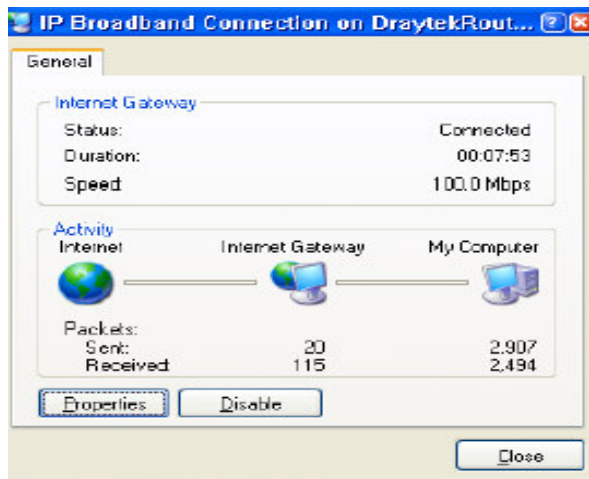 IP Broadband Connection on DraytekRout...
General
Internet Gateway
Status: Connected
Duration: 00:07:53
Speed: 100.0 Mbps
Activity
Internet Internet Gateway My Computer
Packets:
Sent: 20 2,907
Received: 115 2,494
Properties Disable
Close